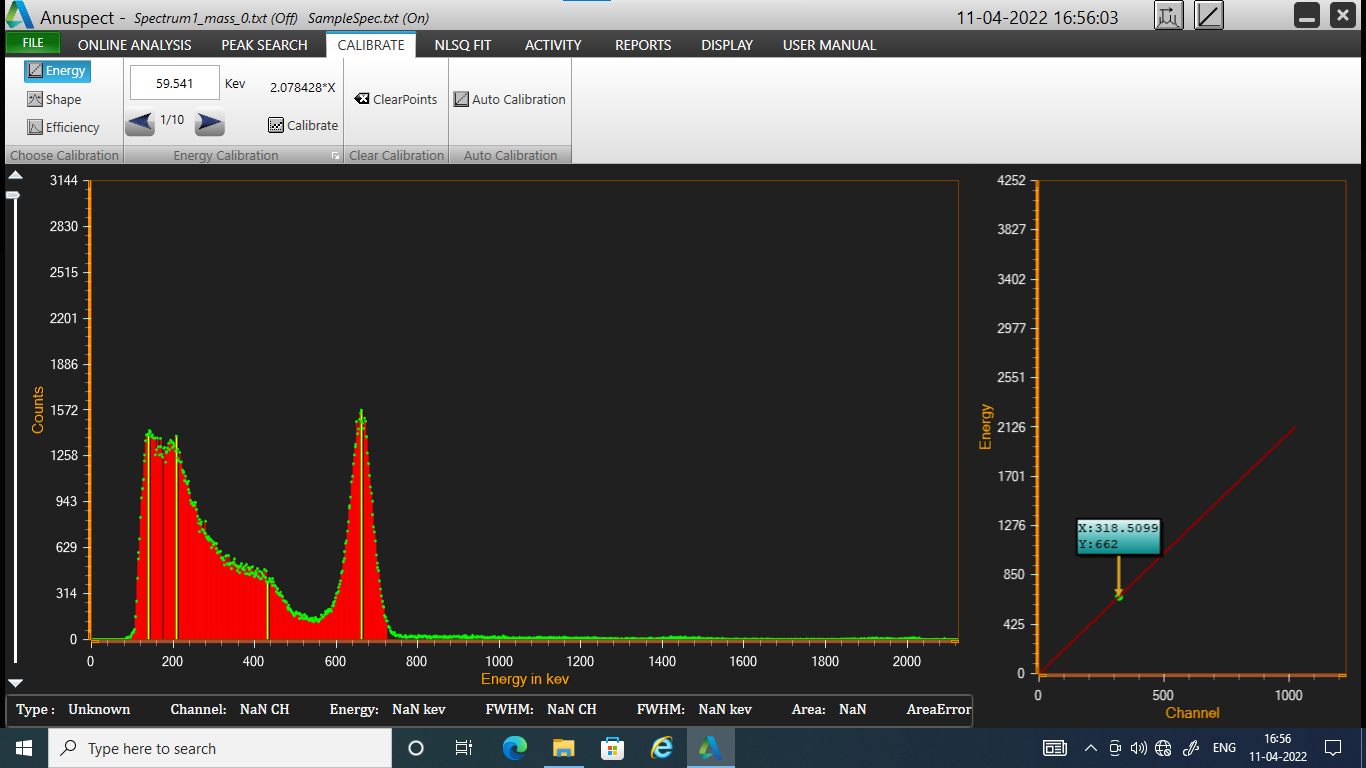 Anuspect - Spectrum1_mass_0.txt (Off) SampleSpec.txt (On) 11-04-2022 16:56:03
FILE ONLINE ANALYSIS PEAK SEARCH CALIBRATE NLSQ FIT ACTIVITY REPORTS DISPLAY USER MANUAL
Energy
Shape
Efficiency
Choose Calibration
59.541 Kev 2.078428*X
1/10 Calibrate
Energy Calibration
ClearPoints
Clear Calibration
Auto Calibration
Auto Calibration
Counts
3144
2830
2515
2201
1886
1572
1258
943
629
314
0
0 200 400 600 800 1000 1200 1400 1600 1800 2000
Energy in kev
Energy
4252
3827
3402
2977
2551
2126
1701
1276
850
425
0
X:318.5099
Y:662
0 500 1000
Channel
Type : Unknown Channel: NaN CH Energy: NaN kev FWHM: NaN CH FWHM: NaN kev Area: NaN AreaError
Type here to search
ENG
16:56
11-04-2022